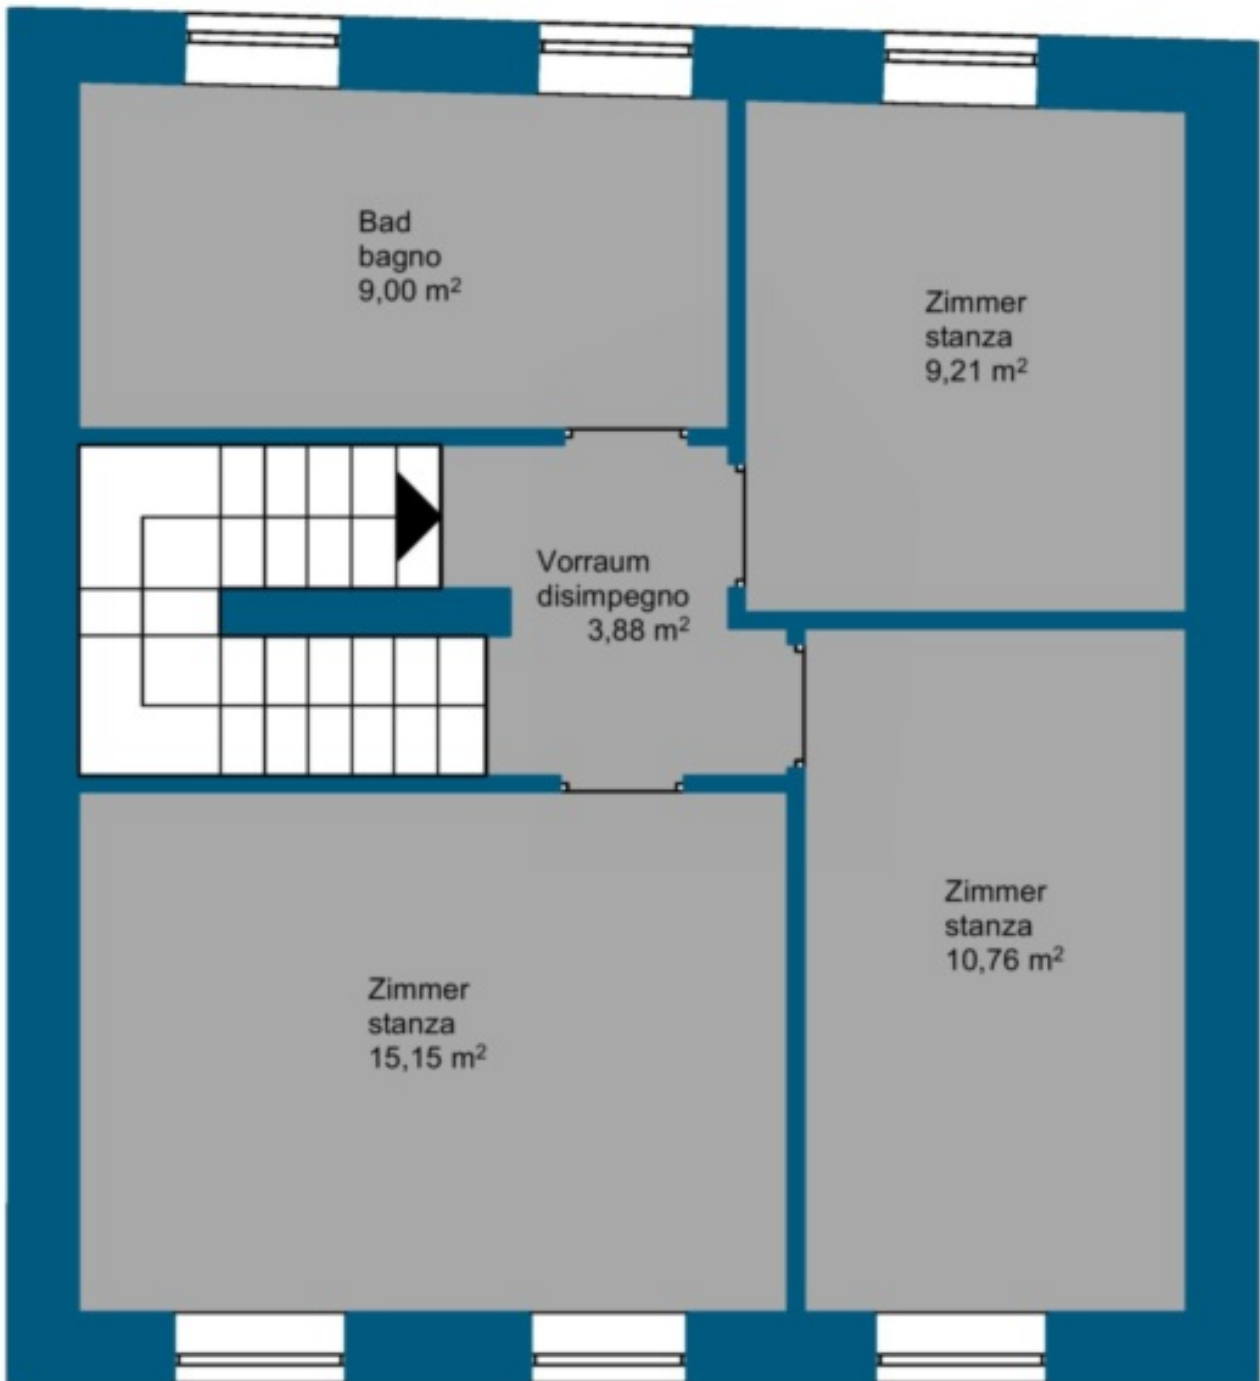 Bad
bagno
9,00 m²
Zimmer
stanza
9,21 m²
Vorraum
disimpegno
3,88 m²
Zimmer
stanza
10,76 m²
Zimmer
stanza
15,15 m²